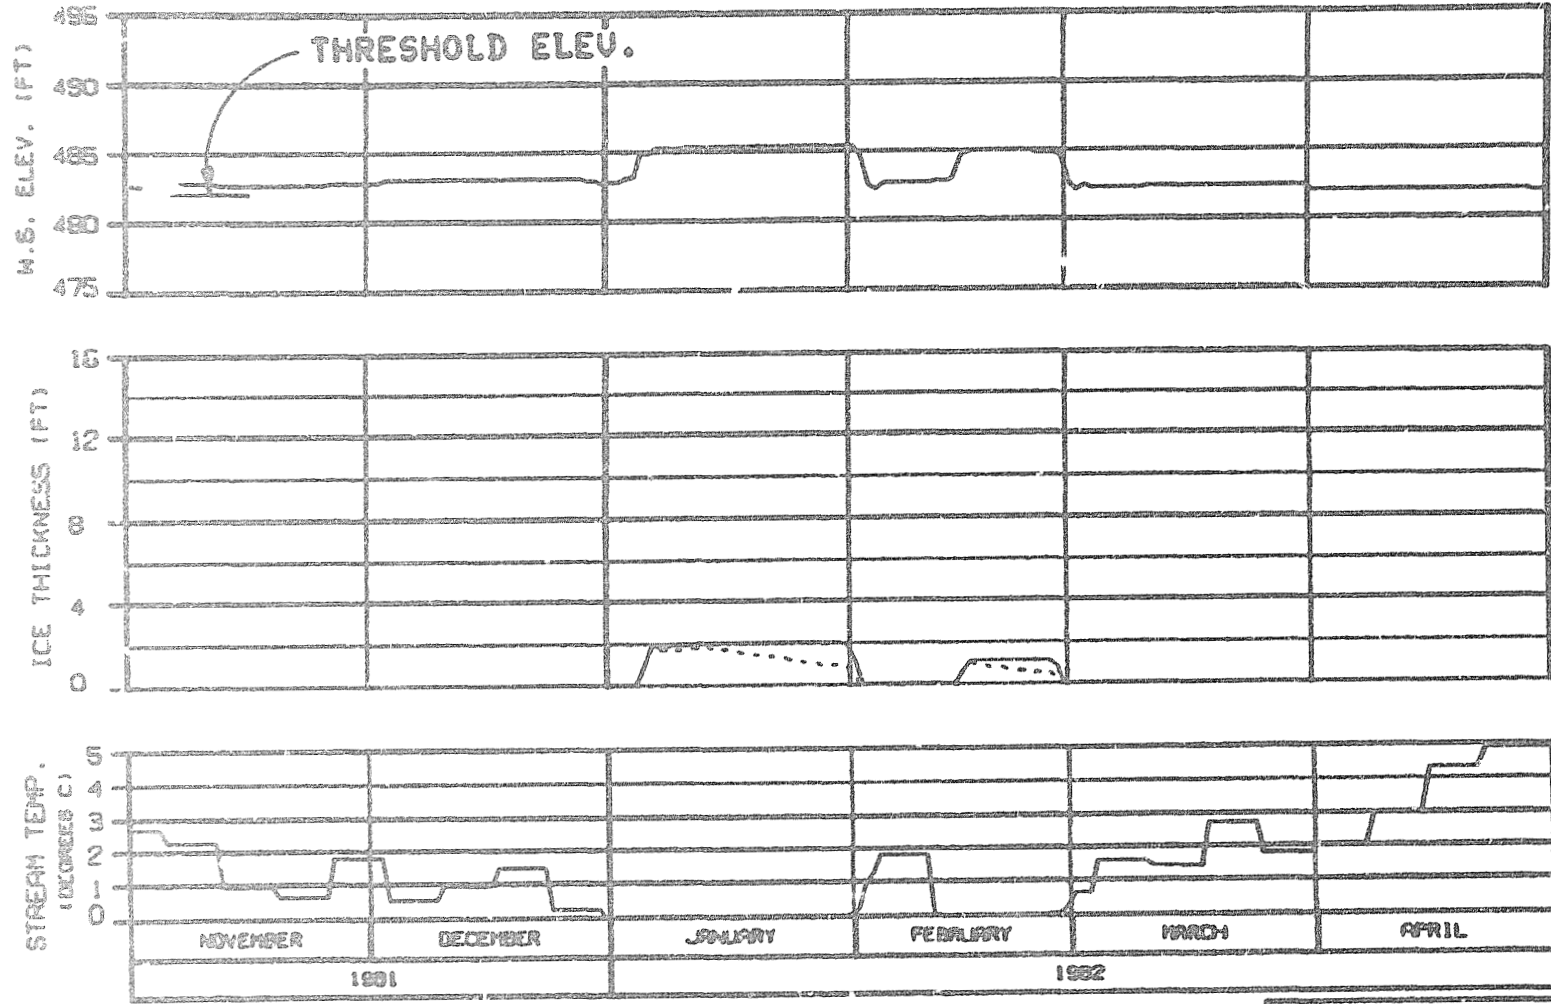 495
THRESHOLD ELEV.
490
485
480
475
W.S. ELEV. (FT)
16
12
8
4
0
ICE THICKNESS (FT)
5
4
3
2
1
0
STREAM TEMP.
(DEGREES C)
NOVEMBER DECEMBER JANUARY FEBRUARY MARCH APRIL
1981 1982